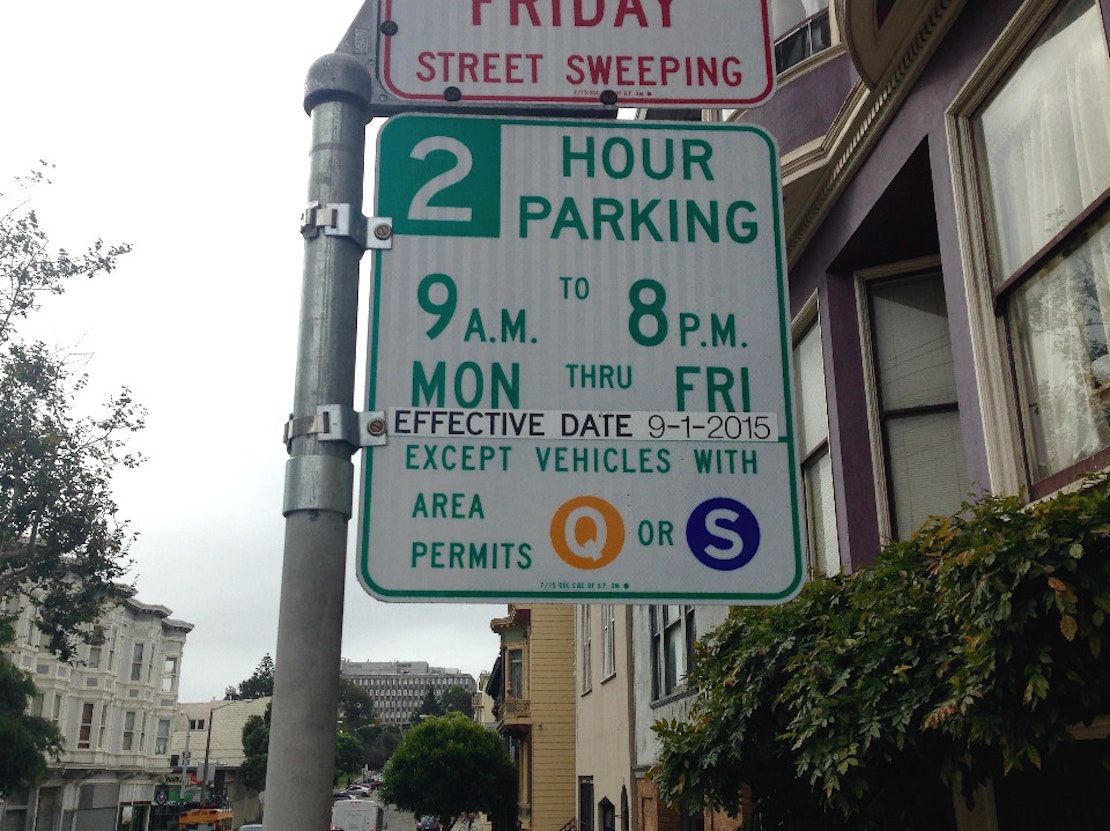 FRIDAY
STREET SWEEPING
2 HOUR
PARKING
9 A.M. TO 8 P.M.
MON THRU FRI
EFFECTIVE DATE 9-1-2015
EXCEPT VEHICLES WITH
AREA
PERMITS Q OR S